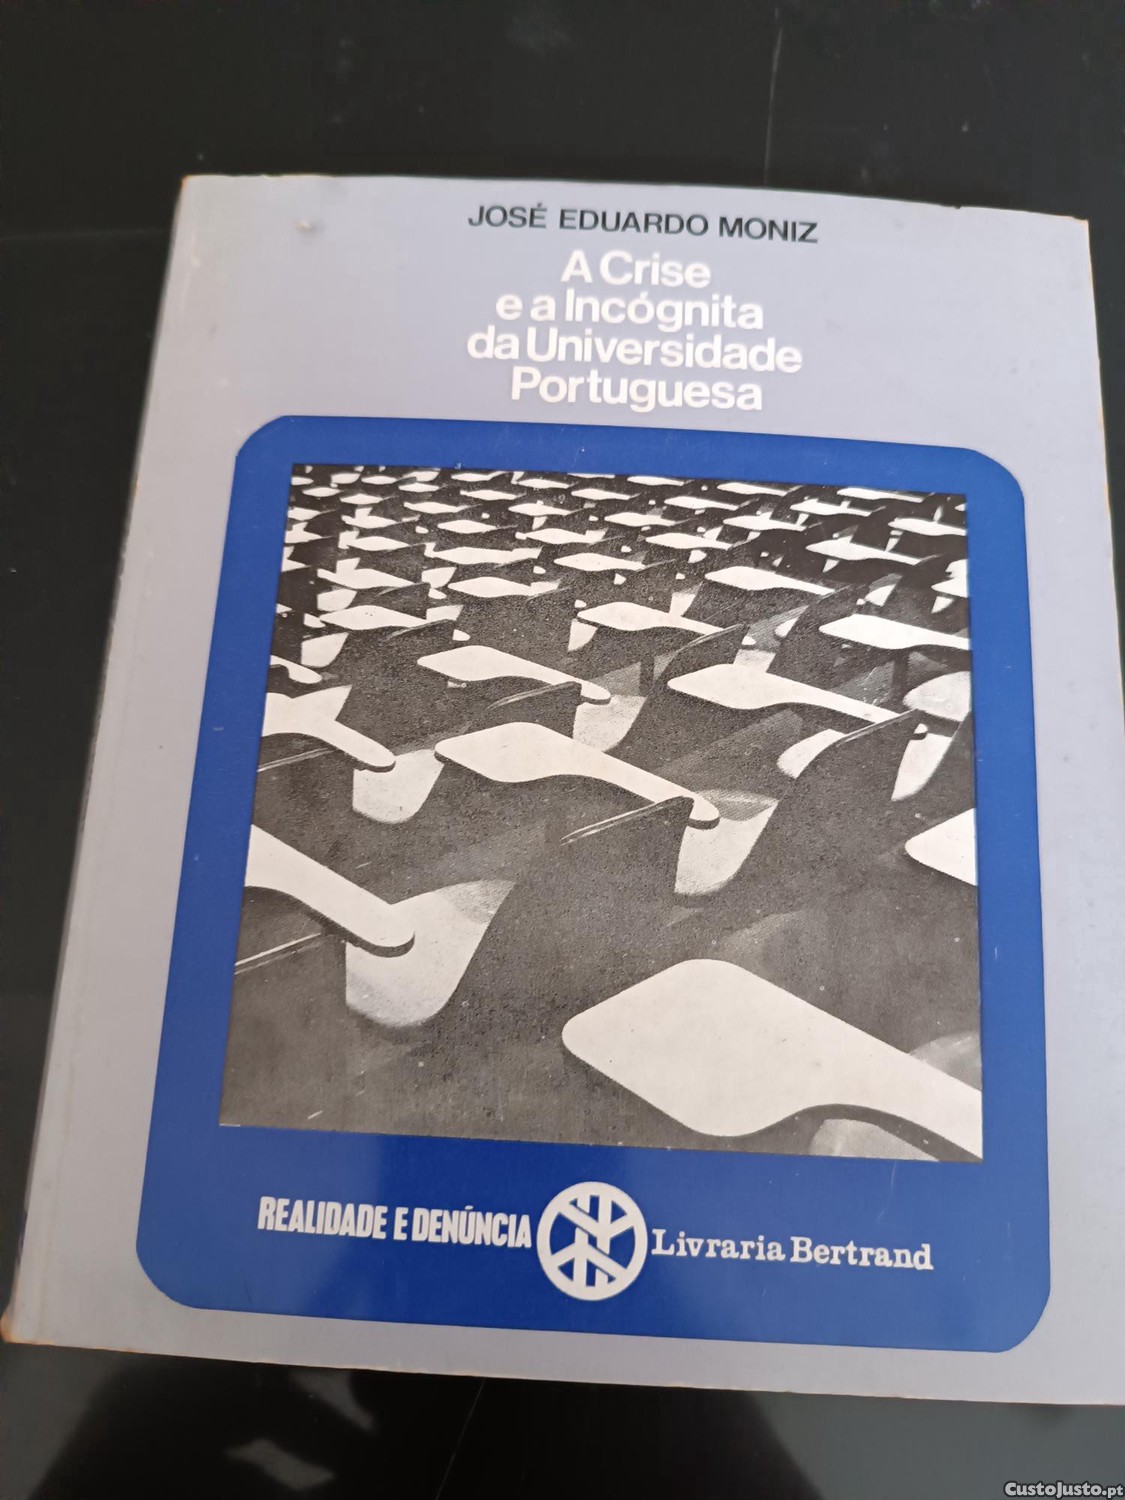 JOSÉ EDUARDO MONIZ
A Crise
e a Incógnita
da Universidade
Portuguesa
REALIDADE E DENÚNCIA
Livraria Bertrand
CustoJusto.pt